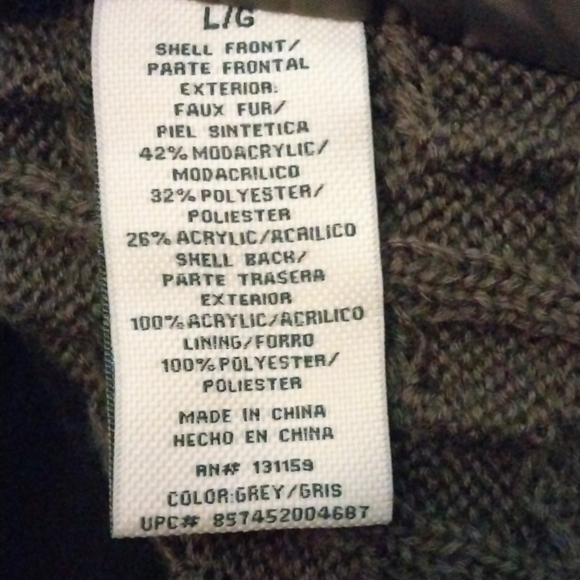 L/G
SHELL FRONT/
PARTE FRONTAL
EXTERIOR:
FAUX FUR/
PIEL SINTETICA
42% MODACRYLIC/
MODACRILICO
32% POLYESTER/
POLIESTER
26% ACRYLIC/ACRILICO
SHELL BACK/
PARTE TRASERA
EXTERIOR
100% ACRYLIC/ACRILICO
LINING/FORRO
100% POLYESTER/
POLIESTER
MADE IN CHINA
HECHO EN CHINA
RN# 131159
COLOR:GREY/GRIS
UPC# 857452004687